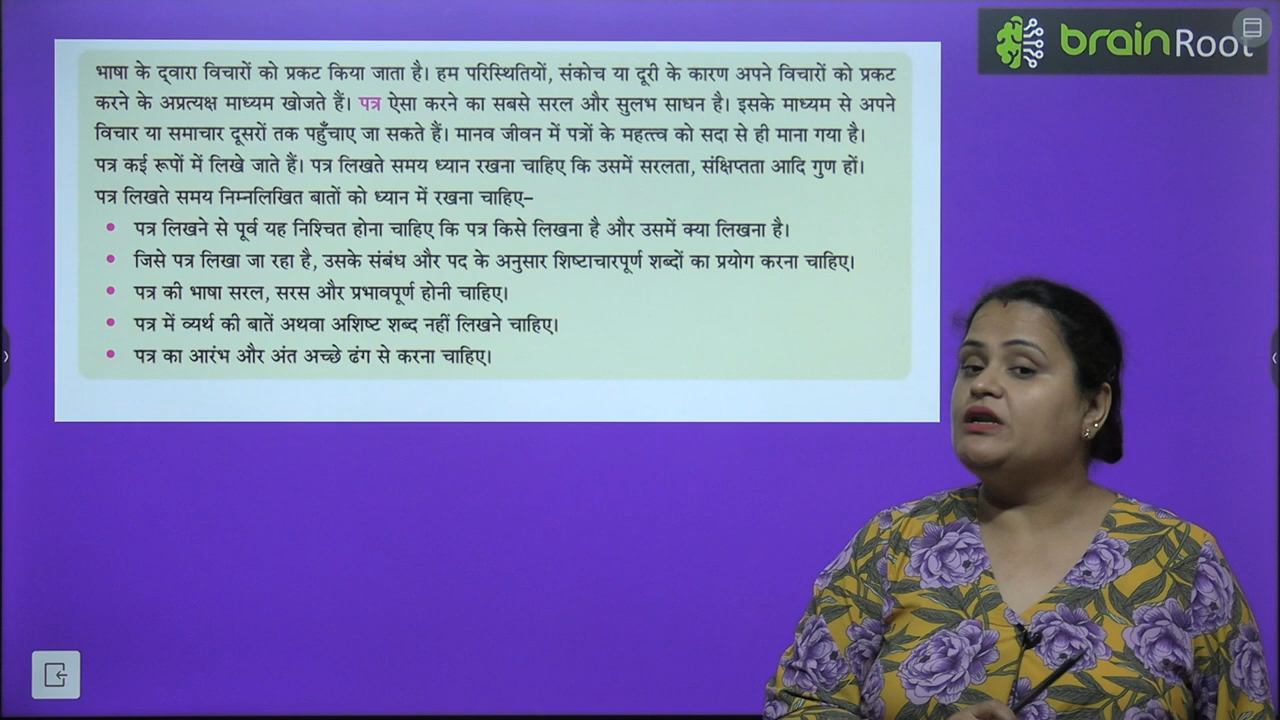 brainRoot
भाषा के द्‌वारा विचारों को प्रकट किया जाता है। हम परिस्थितियों, संकोच या दूरी के कारण अपने विचारों को प्रकट
करने के अप्रत्यक्ष माध्यम खोजते हैं। पत्र ऐसा करने का सबसे सरल और सुलभ साधन है। इसके माध्यम से अपने
विचार या समाचार दूसरों तक पहुँचाए जा सकते हैं। मानव जीवन में पत्रों के महत्त्व को सदा से ही माना गया है।
पत्र कई रूपों में लिखे जाते हैं। पत्र लिखते समय ध्यान रखना चाहिए कि उसमें सरलता, संक्षिप्तता आदि गुण हों।
पत्र लिखते समय निम्नलिखित बातों को ध्यान में रखना चाहिए–
• पत्र लिखने से पूर्व यह निश्चित होना चाहिए कि पत्र किसे लिखना है और उसमें क्या लिखना है।
• जिसे पत्र लिखा जा रहा है, उसके संबंध और पद के अनुसार शिष्टाचारपूर्ण शब्दों का प्रयोग करना चाहिए।
• पत्र की भाषा सरल, सरस और प्रभावपूर्ण होनी चाहिए।
• पत्र में व्यर्थ की बातें अथवा अशिष्ट शब्द नहीं लिखने चाहिए।
• पत्र का आरंभ और अंत अच्छे ढंग से करना चाहिए।